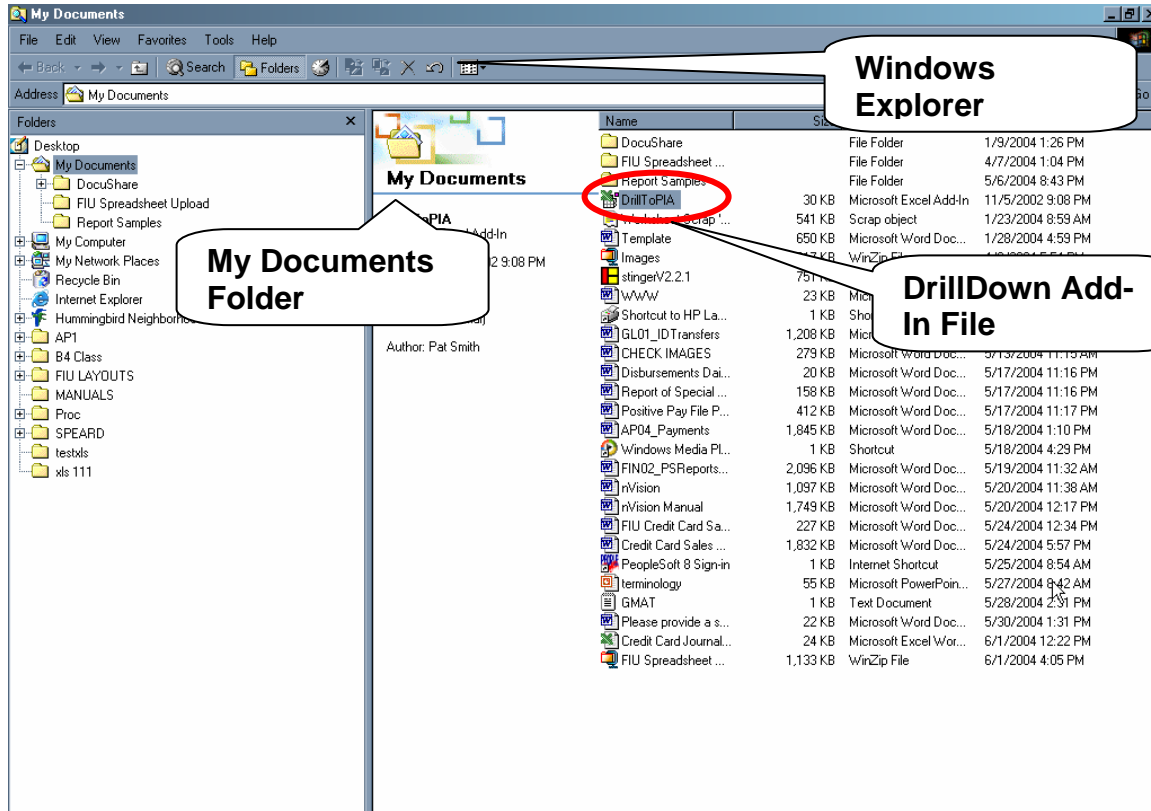 My Documents
File Edit View Favorites Tools Help
Back Search Folders
Address My Documents
Windows
Explorer
Folders
Desktop
My Documents
DocuShare
FIU Spreadsheet Upload
Report Samples
My Computer
My Network Places
Recycle Bin
Internet Explorer
Hummingbird
AP1
B4 Class
FIU LAYOUTS
MANUALS
Proc
SPEARD
testxls
xls 111
My Documents
Add-In
9:08 PM
Author: Pat Smith
My Documents
Folder
Name
DocuShare File Folder 1/9/2004 1:26 PM
FIU Spreadsheet ... File Folder 4/7/2004 1:04 PM
Report Samples File Folder 5/6/2004 8:43 PM
DrillToPIA 30 KB Microsoft Excel Add-In 11/5/2002 9:08 PM
Worksheet Scrap '... 541 KB Scrap object 1/23/2004 8:59 AM
Template 650 KB Microsoft Word Doc... 1/28/2004 4:59 PM
Images
stingerV2.2.1
WWW 23 KB
Shortcut to HP La... 1 KB
GL01_IDTransfers 1,208 KB
CHECK IMAGES 279 KB Microsoft Word Doc... 5/13/2004 11:15 AM
Disbursements Dai... 20 KB Microsoft Word Doc... 5/17/2004 11:16 PM
Report of Special ... 158 KB Microsoft Word Doc... 5/17/2004 11:16 PM
Positive Pay File P... 412 KB Microsoft Word Doc... 5/17/2004 11:17 PM
AP04_Payments 1,845 KB Microsoft Word Doc... 5/18/2004 1:10 PM
Windows Media Pl... 1 KB Shortcut 5/18/2004 4:29 PM
FIN02_PSReports... 2,096 KB Microsoft Word Doc... 5/19/2004 11:32 AM
nVision 1,097 KB Microsoft Word Doc... 5/20/2004 11:38 AM
nVision Manual 1,749 KB Microsoft Word Doc... 5/20/2004 12:17 PM
FIU Credit Card Sa... 227 KB Microsoft Word Doc... 5/24/2004 12:34 PM
Credit Card Sales ... 1,832 KB Microsoft Word Doc... 5/24/2004 5:57 PM
PeopleSoft 8 Sign-in 1 KB Internet Shortcut 5/25/2004 8:54 AM
terminology 55 KB Microsoft PowerPoin... 5/27/2004 9:42 AM
GMAT 1 KB Text Document 5/28/2004 2:31 PM
Please provide a s... 22 KB Microsoft Word Doc... 5/30/2004 1:31 PM
Credit Card Journal... 24 KB Microsoft Excel Wor... 6/1/2004 12:22 PM
FIU Spreadsheet ... 1,133 KB WinZip File 6/1/2004 4:05 PM
DrillDown Add-
In File